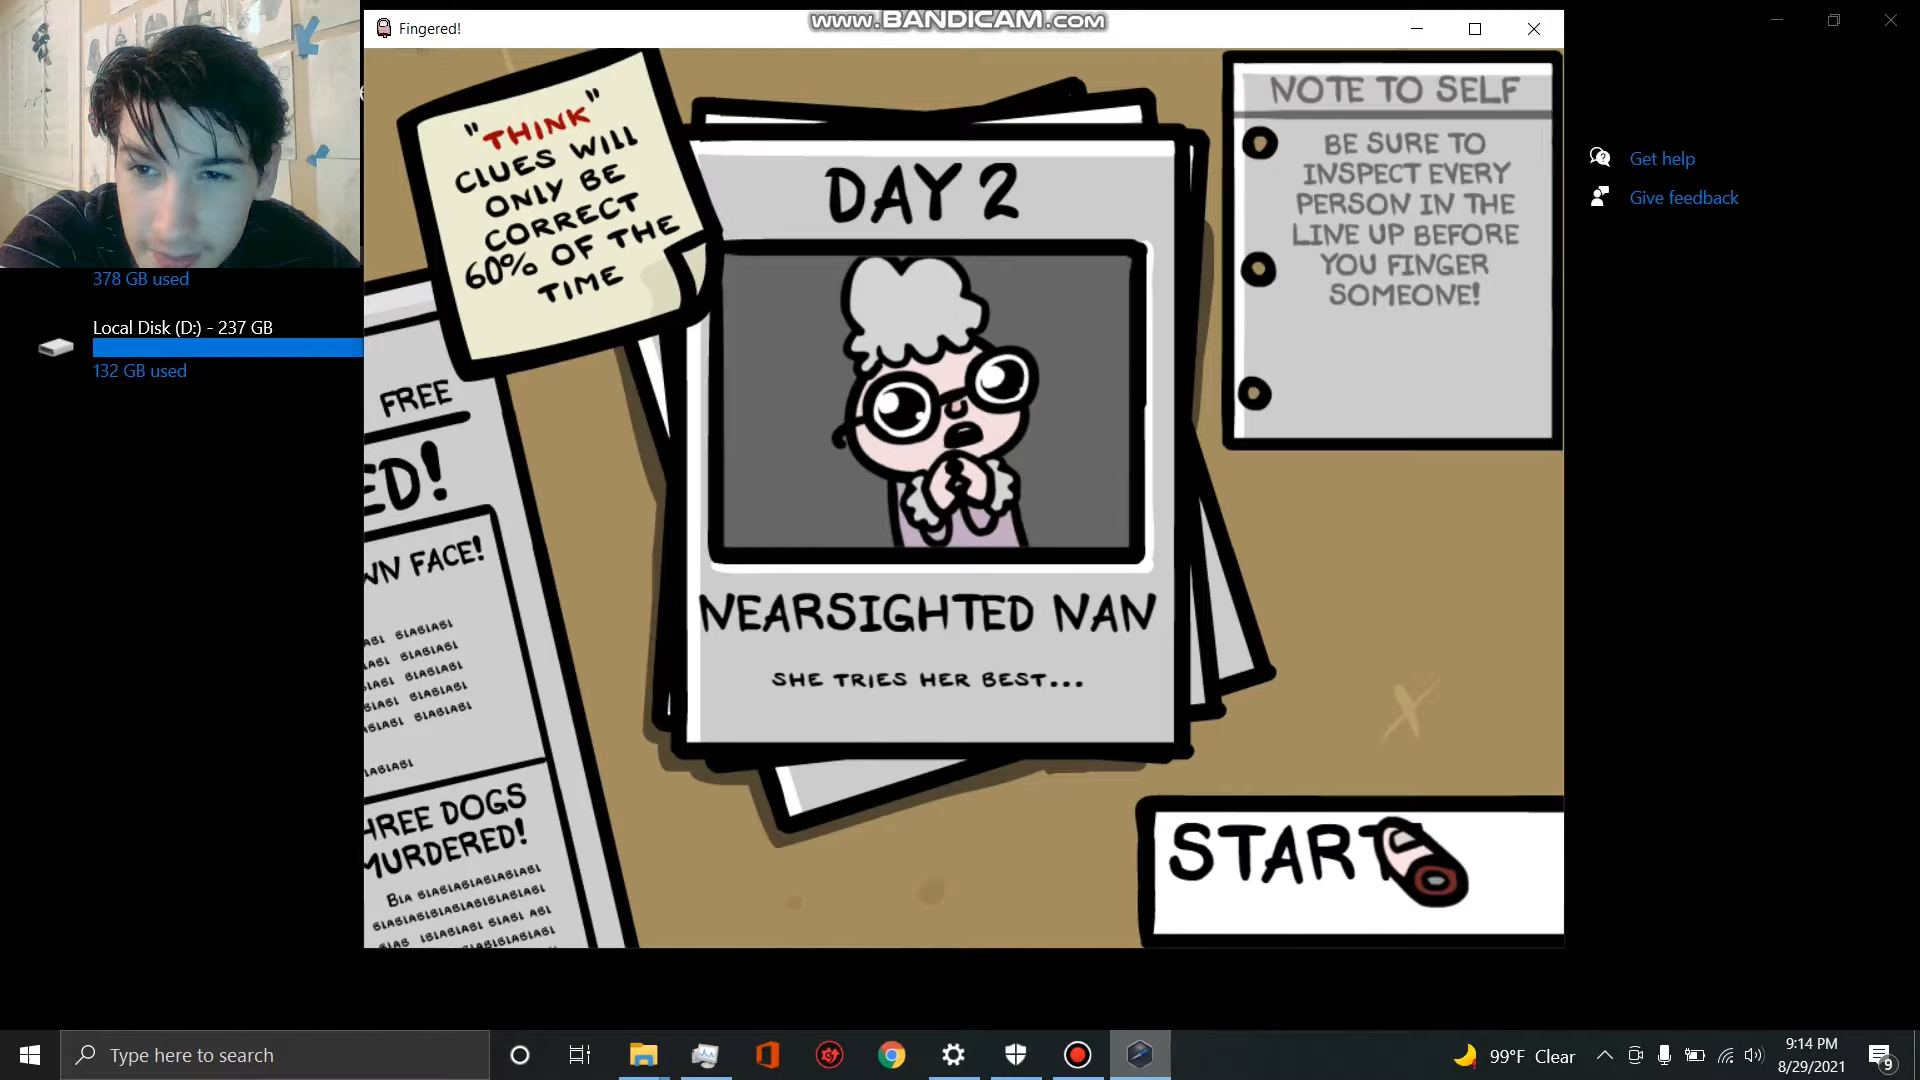 Fingered!
www.BANDICAM.com
"THINK"
CLUES WILL
ONLY BE
CORRECT
60% OF THE
TIME
DAY 2
NEARSIGHTED NAN
SHE TRIES HER BEST...
NOTE TO SELF
BE SURE TO
INSPECT EVERY
PERSON IN THE
LINE UP BEFORE
YOU FINGER
SOMEONE!
Get help
Give feedback
378 GB used
Local Disk (D:) - 237 GB
132 GB used
FREE
ED!
WN FACE!
HREE DOGS
MURDERED!
START
Type here to search
99°F Clear
9:14 PM
8/29/2021
9